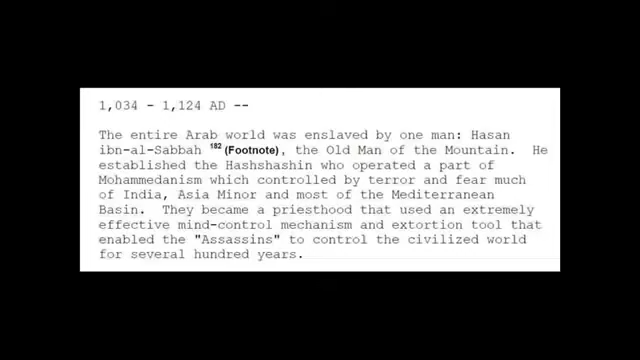 1,034 - 1,124 AD --
The entire Arab world was enslaved by one man: Hasan
ibn-al-Sabbah 182 (Footnote), the Old Man of the Mountain. He
established the Hashshashin who operated a part of
Mohammedanism which controlled by terror and fear much
of India, Asia Minor and most of the Mediterranean
Basin. They became a priesthood that used an extremely
effective mind-control mechanism and extortion tool that
enabled the "Assassins" to control the civilized world
for several hundred years.